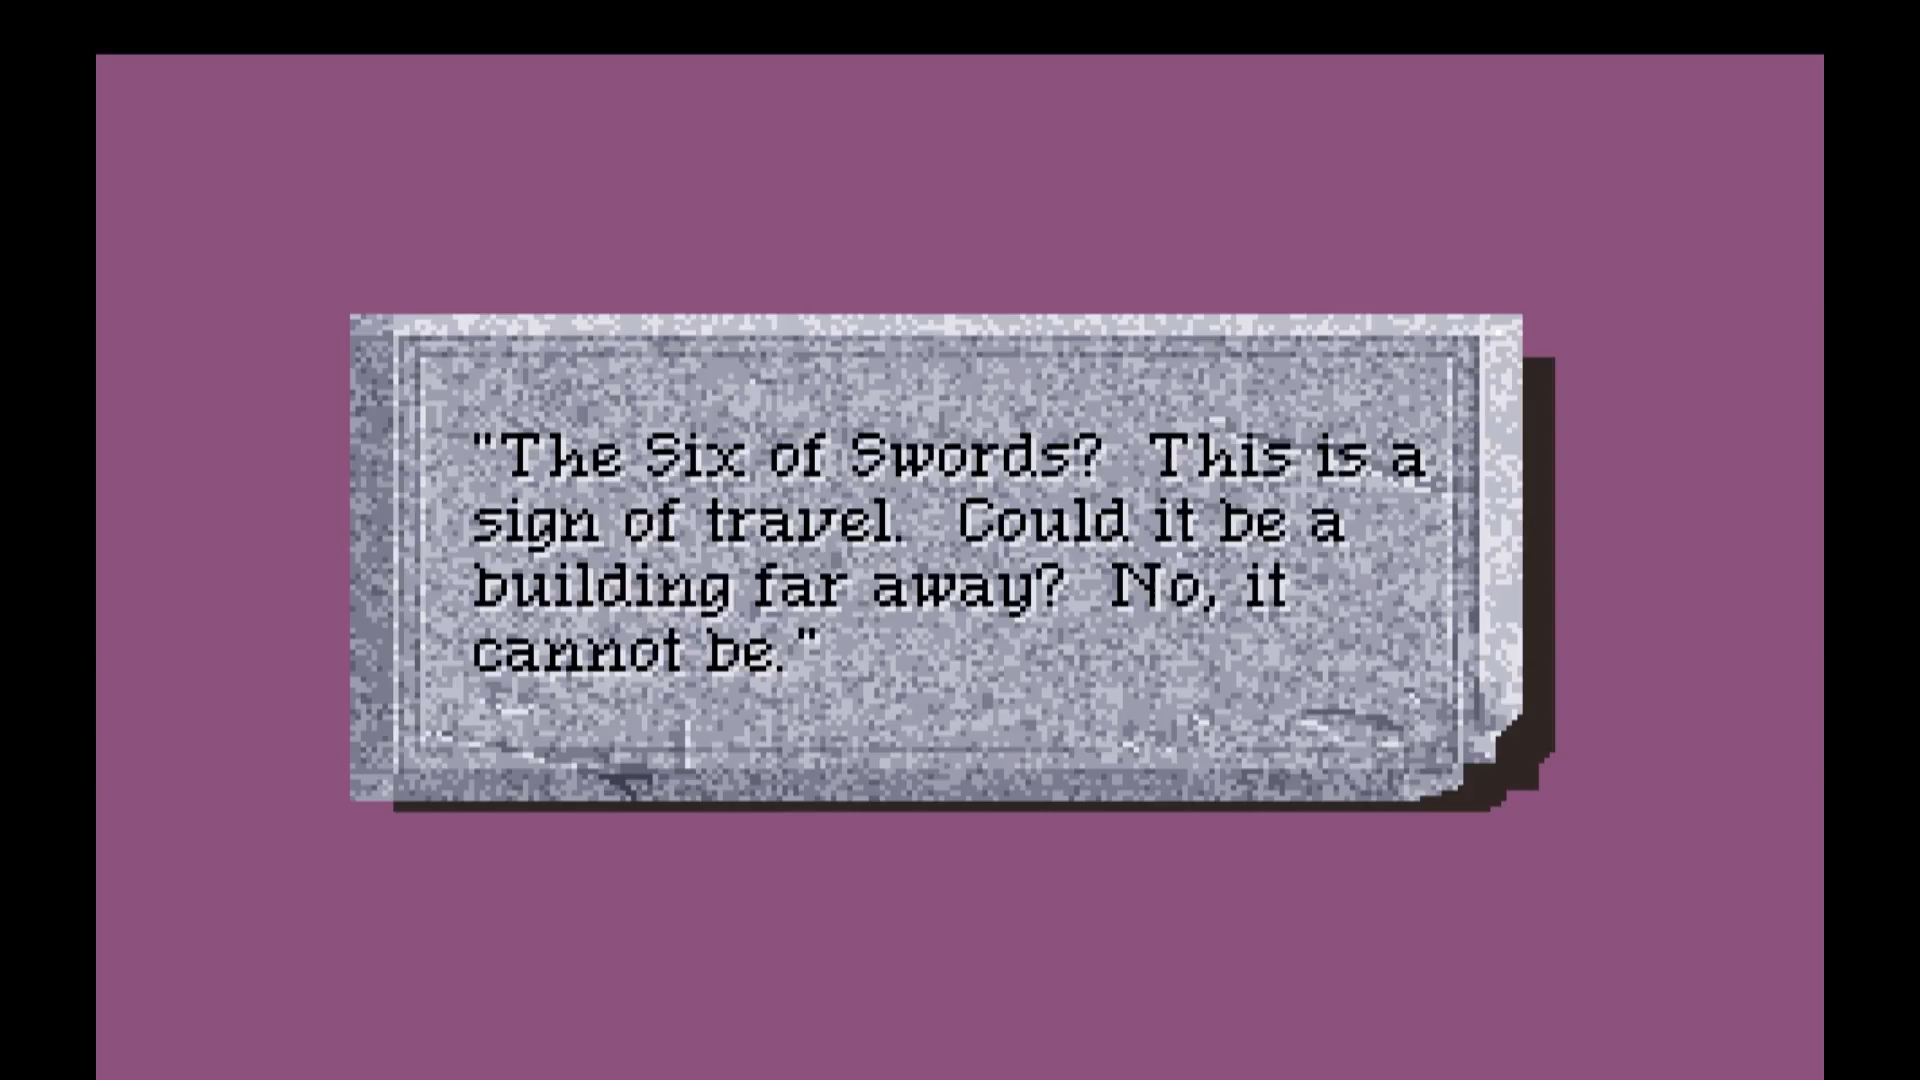 "The Six of Swords?  This is a
sign of travel.  Could it be a
building far away?  No, it
cannot be."